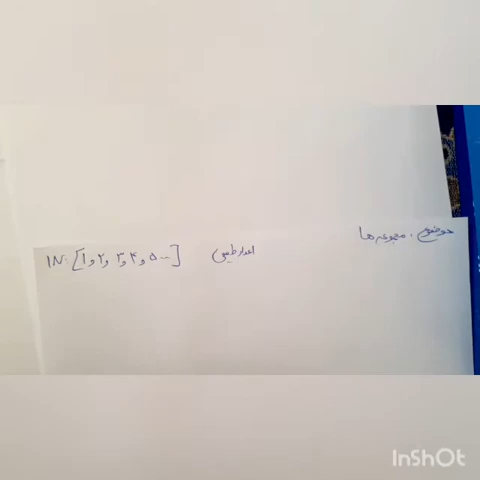 موضوع: مجموعه ها
اعداد طبیعی IN: [۱ و ۲ و ۳ و ۴ و ۵ ...]
InShOt